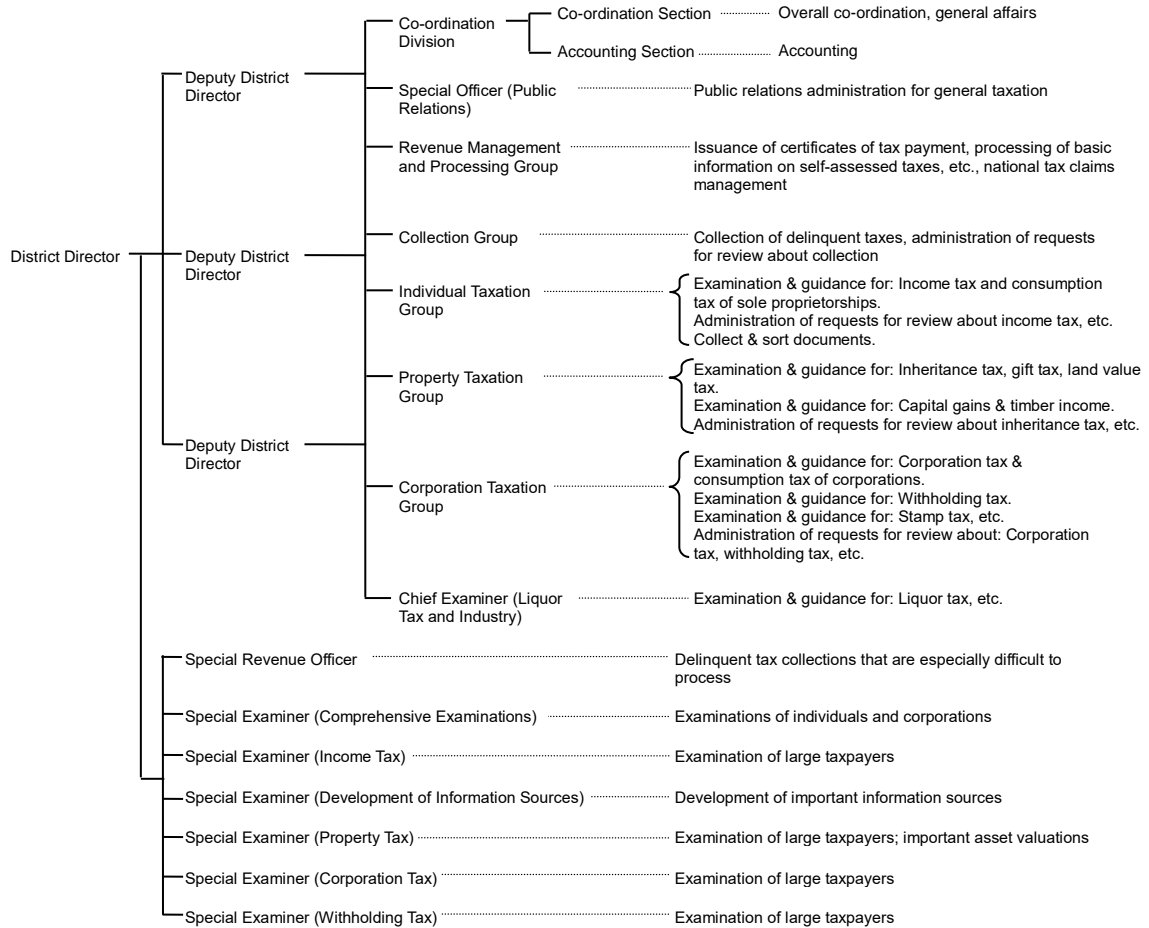 Co-ordination Section
Overall co-ordination, general affairs
Co-ordination
Division
Accounting Section
Accounting
Deputy District
Director
Special Officer (Public
Relations)
Public relations administration for general taxation
Revenue Management
and Processing Group
Issuance of certificates of tax payment, processing of basic
information on self-assessed taxes, etc., national tax claims
management
Collection Group
Collection of delinquent taxes, administration of requests
for review about collection
District Director
Deputy District
Director
Individual Taxation
Group
Examination & guidance for: Income tax and consumption
tax of sole proprietorships.
Administration of requests for review about income tax, etc.
Collect & sort documents.
Property Taxation
Group
Examination & guidance for: Inheritance tax, gift tax, land value
tax.
Examination & guidance for: Capital gains & timber income.
Administration of requests for review about inheritance tax, etc.
Deputy District
Director
Corporation Taxation
Group
Examination & guidance for: Corporation tax &
consumption tax of corporations.
Examination & guidance for: Withholding tax.
Examination & guidance for: Stamp tax, etc.
Administration of requests for review about: Corporation
tax, withholding tax, etc.
Chief Examiner (Liquor
Tax and Industry)
Examination & guidance for: Liquor tax, etc.
Special Revenue Officer
Delinquent tax collections that are especially difficult to
process
Special Examiner (Comprehensive Examinations)
Examinations of individuals and corporations
Special Examiner (Income Tax)
Examination of large taxpayers
Special Examiner (Development of Information Sources)
Development of important information sources
Special Examiner (Property Tax)
Examination of large taxpayers; important asset valuations
Special Examiner (Corporation Tax)
Examination of large taxpayers
Special Examiner (Withholding Tax)
Examination of large taxpayers